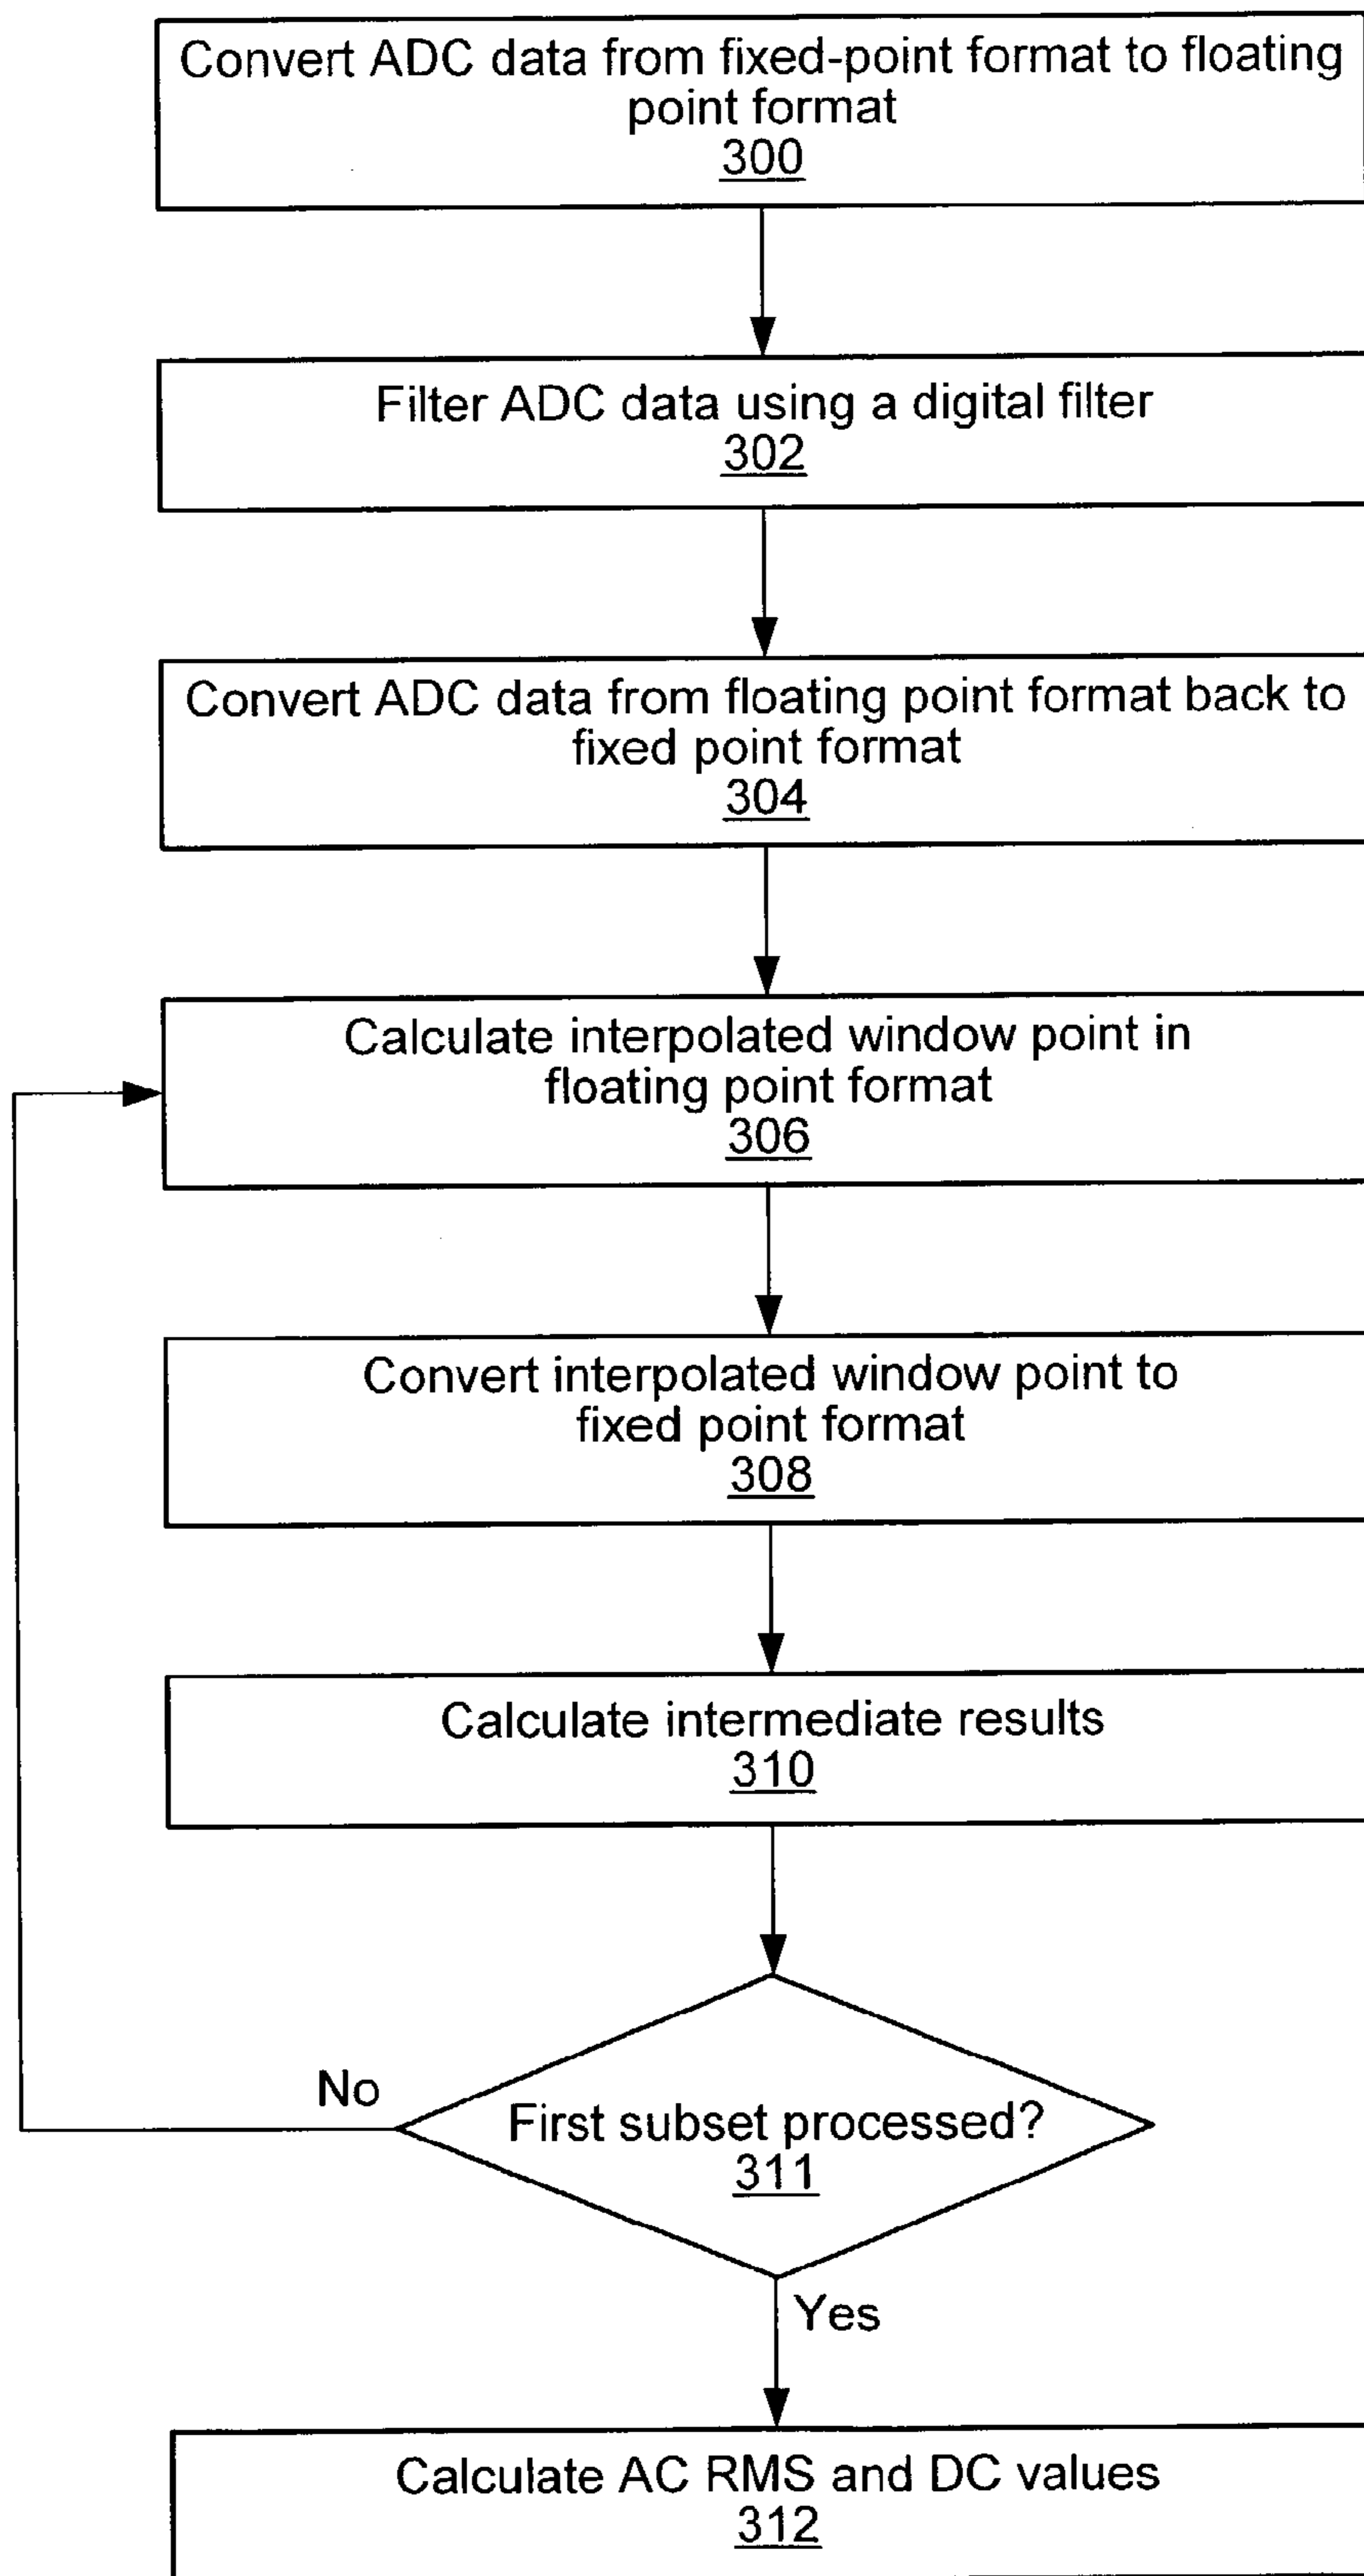 Convert ADC data from fixed-point format to floating
point format
300
Filter ADC data using a digital filter
302
Convert ADC data from floating point format back to
fixed point format
304
Calculate interpolated window point in
floating point format
306
Convert interpolated window point to
fixed point format
308
Calculate intermediate results
310
No
First subset processed?
311
Yes
Calculate AC RMS and DC values
312